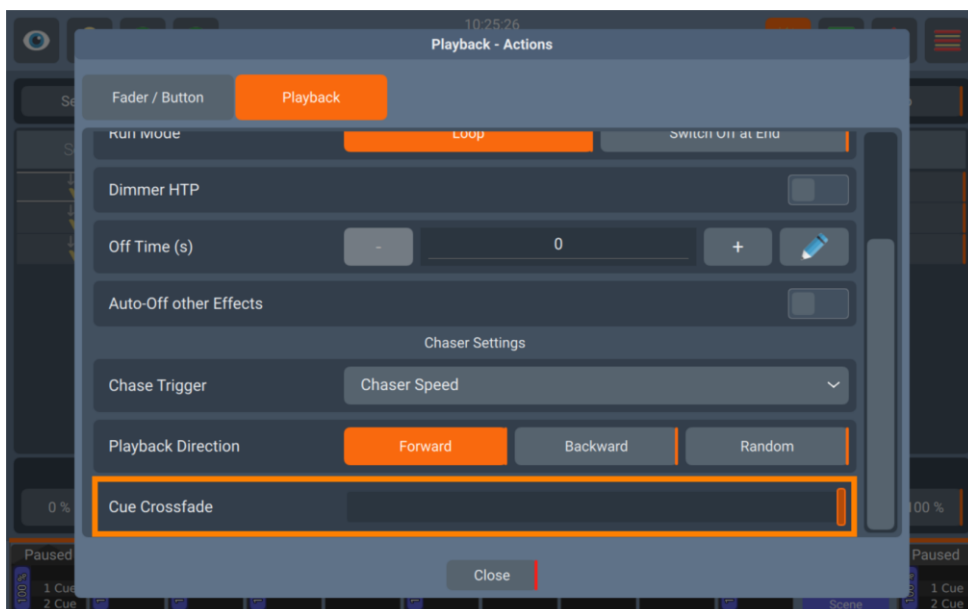 10:25:26
Playback - Actions
Fader / Button Playback
Run Mode Loop Switch Off at End
Dimmer HTP
Off Time (s) - 0 +
Auto-Off other Effects
Chaser Settings
Chase Trigger Chaser Speed
Playback Direction Forward Backward Random
Cue Crossfade
0 % 100 %
Paused Close Paused
100 % 1 Cue 1 Cue
2 Cue Scene 2 Cue